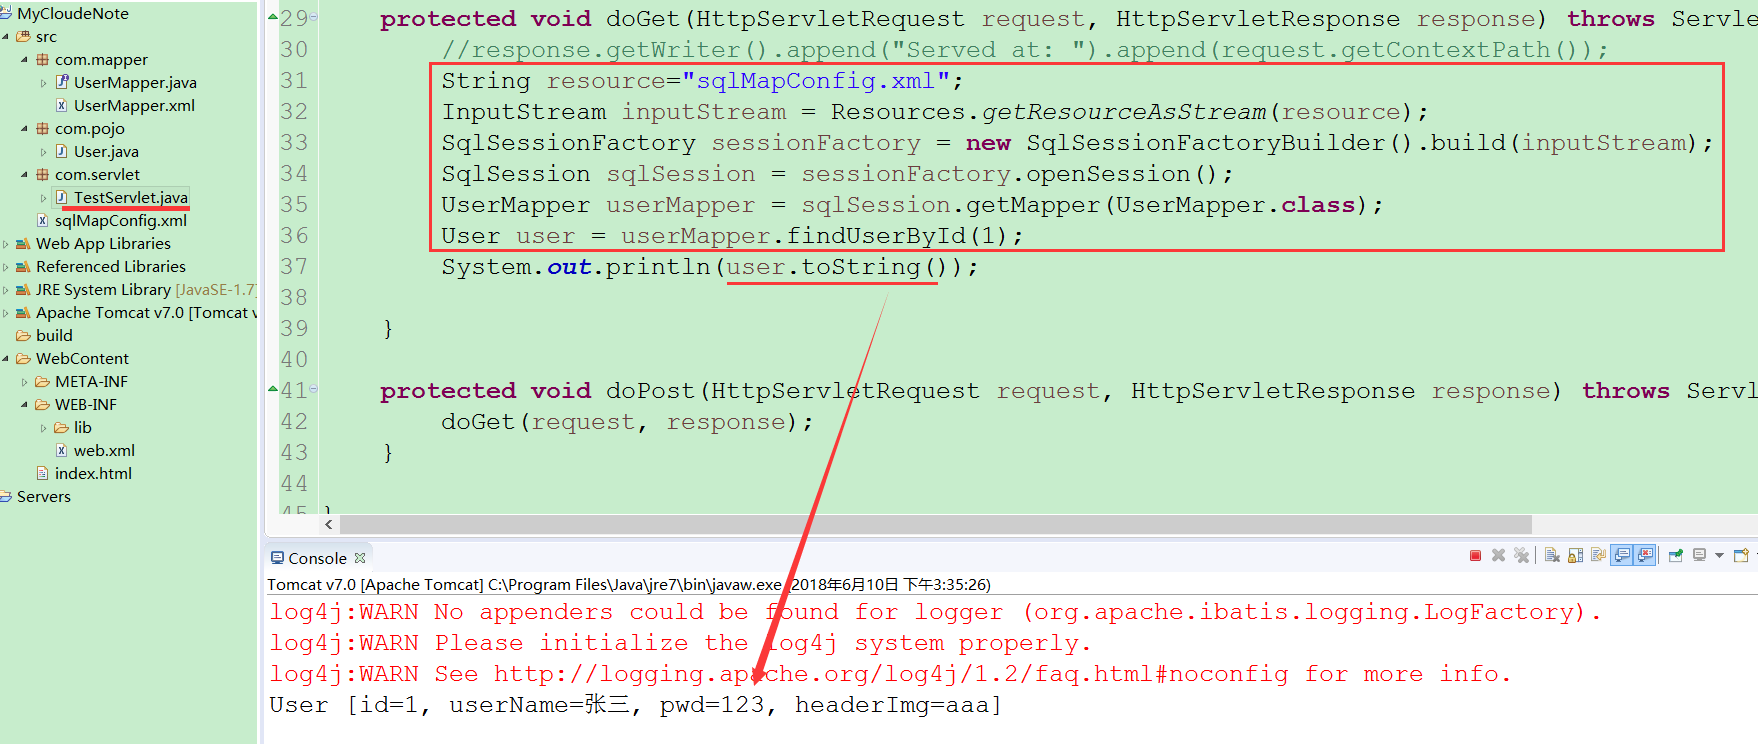 MyCloudeNote
src
com.mapper
UserMapper.java
UserMapper.xml
com.pojo
User.java
com.servlet
TestServlet.java
sqlMapConfig.xml
Web App Libraries
Referenced Libraries
JRE System Library [JavaSE-1.7]
Apache Tomcat v7.0 [Tomcat v
build
WebContent
META-INF
WEB-INF
lib
web.xml
index.html
Servers
29 protected void doGet(HttpServletRequest request, HttpServletResponse response) throws Servle
30 //response.getWriter().append("Served at: ").append(request.getContextPath());
31 String resource="sqlMapConfig.xml";
32 InputStream inputStream = Resources.getResourceAsStream(resource);
33 SqlSessionFactory sessionFactory = new SqlSessionFactoryBuilder().build(inputStream);
34 SqlSession sqlSession = sessionFactory.openSession();
35 UserMapper userMapper = sqlSession.getMapper(UserMapper.class);
36 User user = userMapper.findUserById(1);
37 System.out.println(user.toString());
38
39 }
40
41 protected void doPost(HttpServletRequest request, HttpServletResponse response) throws Servl
42 doGet(request, response);
43 }
44
45 }
Console
Tomcat v7.0 [Apache Tomcat] C:\Program Files\Java\jre7\bin\javaw.exe (2018年6月10日 下午3:35:26)
log4j:WARN No appenders could be found for logger (org.apache.ibatis.logging.LogFactory).
log4j:WARN Please initialize the log4j system properly.
log4j:WARN See http://logging.apache.org/log4j/1.2/faq.html#noconfig for more info.
User [id=1, userName=张三, pwd=123, headerImg=aaa]